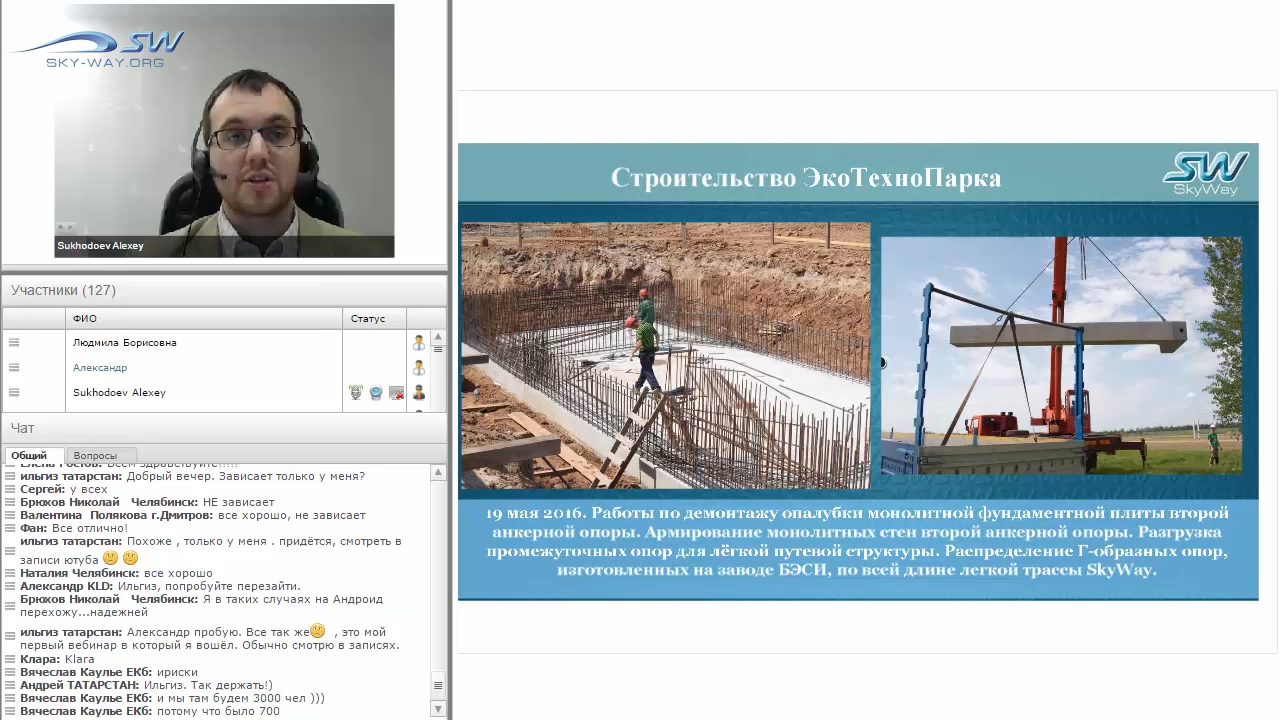 SW
SKY-WAY.ORG
Sukhodoev Alexey
Участники (127)
ФИО
Статус
Людмила Борисовна
Александр
Sukhodoev Alexey
Чат
Общий
Вопросы
Елена Ростов: Всем здравствуйте!!!!!
ильгиз татарстан: Добрый вечер. Зависает только у меня?
Сергей: у всех
Брюхов Николай Челябинск: НЕ зависает
Валентина Полякова г.Дмитров: все хорошо, не зависает
Фан: Все отлично!
ильгиз татарстан: Похоже , только у меня . придётся, смотреть в
записи ютуба
Наталия Челябинск: все хорошо
Александр KLD: Ильгиз, попробуйте перезайти.
Брюхов Николай Челябинск: Я в таких случаях на Андроид
перехожу...надежней
ильгиз татарстан: Александр пробую. Все так же , это мой
первый вебинар в который я вошёл. Обычно смотрю в записях.
Клара: Klara
Вячеслав Каулье ЕКб: ириски
Андрей ТАТАРСТАН: Ильгиз. Так держать!)
Вячеслав Каулье ЕКб: и мы там будем 3000 чел )))
Вячеслав Каулье ЕКб: потому что было 700
Строительство ЭкоТехноПарка
SW
SkyWay
19 мая 2016. Работы по демонтажу опалубки монолитной фундаментной плиты второй
анкерной опоры. Армирование монолитных стен второй анкерной опоры. Разгрузка
промежуточных опор для лёгкой путевой структуры. Распределение Г-образных опор,
изготовленных на заводе БЭСИ, по всей длине легкой трассы SkyWay.